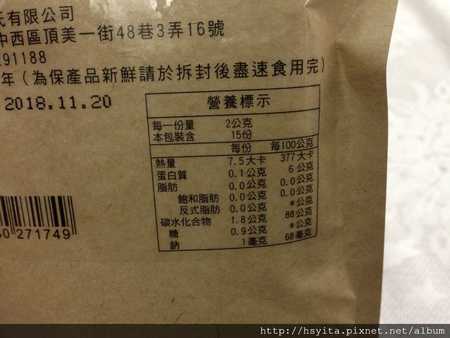 氏有限公司
中西區頂美一街48巷3弄16號
291188
年(為保產品新鮮請於拆封後盡速食用完)
2018.11.20
營養標示
每一份量 2公克
本包裝含 15份
每份 每100公克
熱量 7.5大卡 377大卡
蛋白質 0.1公克 6公克
脂肪 0.0公克 0.0公克
飽和脂肪 0.0公克 0.0公克
反式脂肪 0.0公克 *公克
碳水化合物 1.8公克 88公克
糖 0.9公克 *公克
鈉 1毫克 68毫克
0271749
http://hsyita.pixnet.net/album